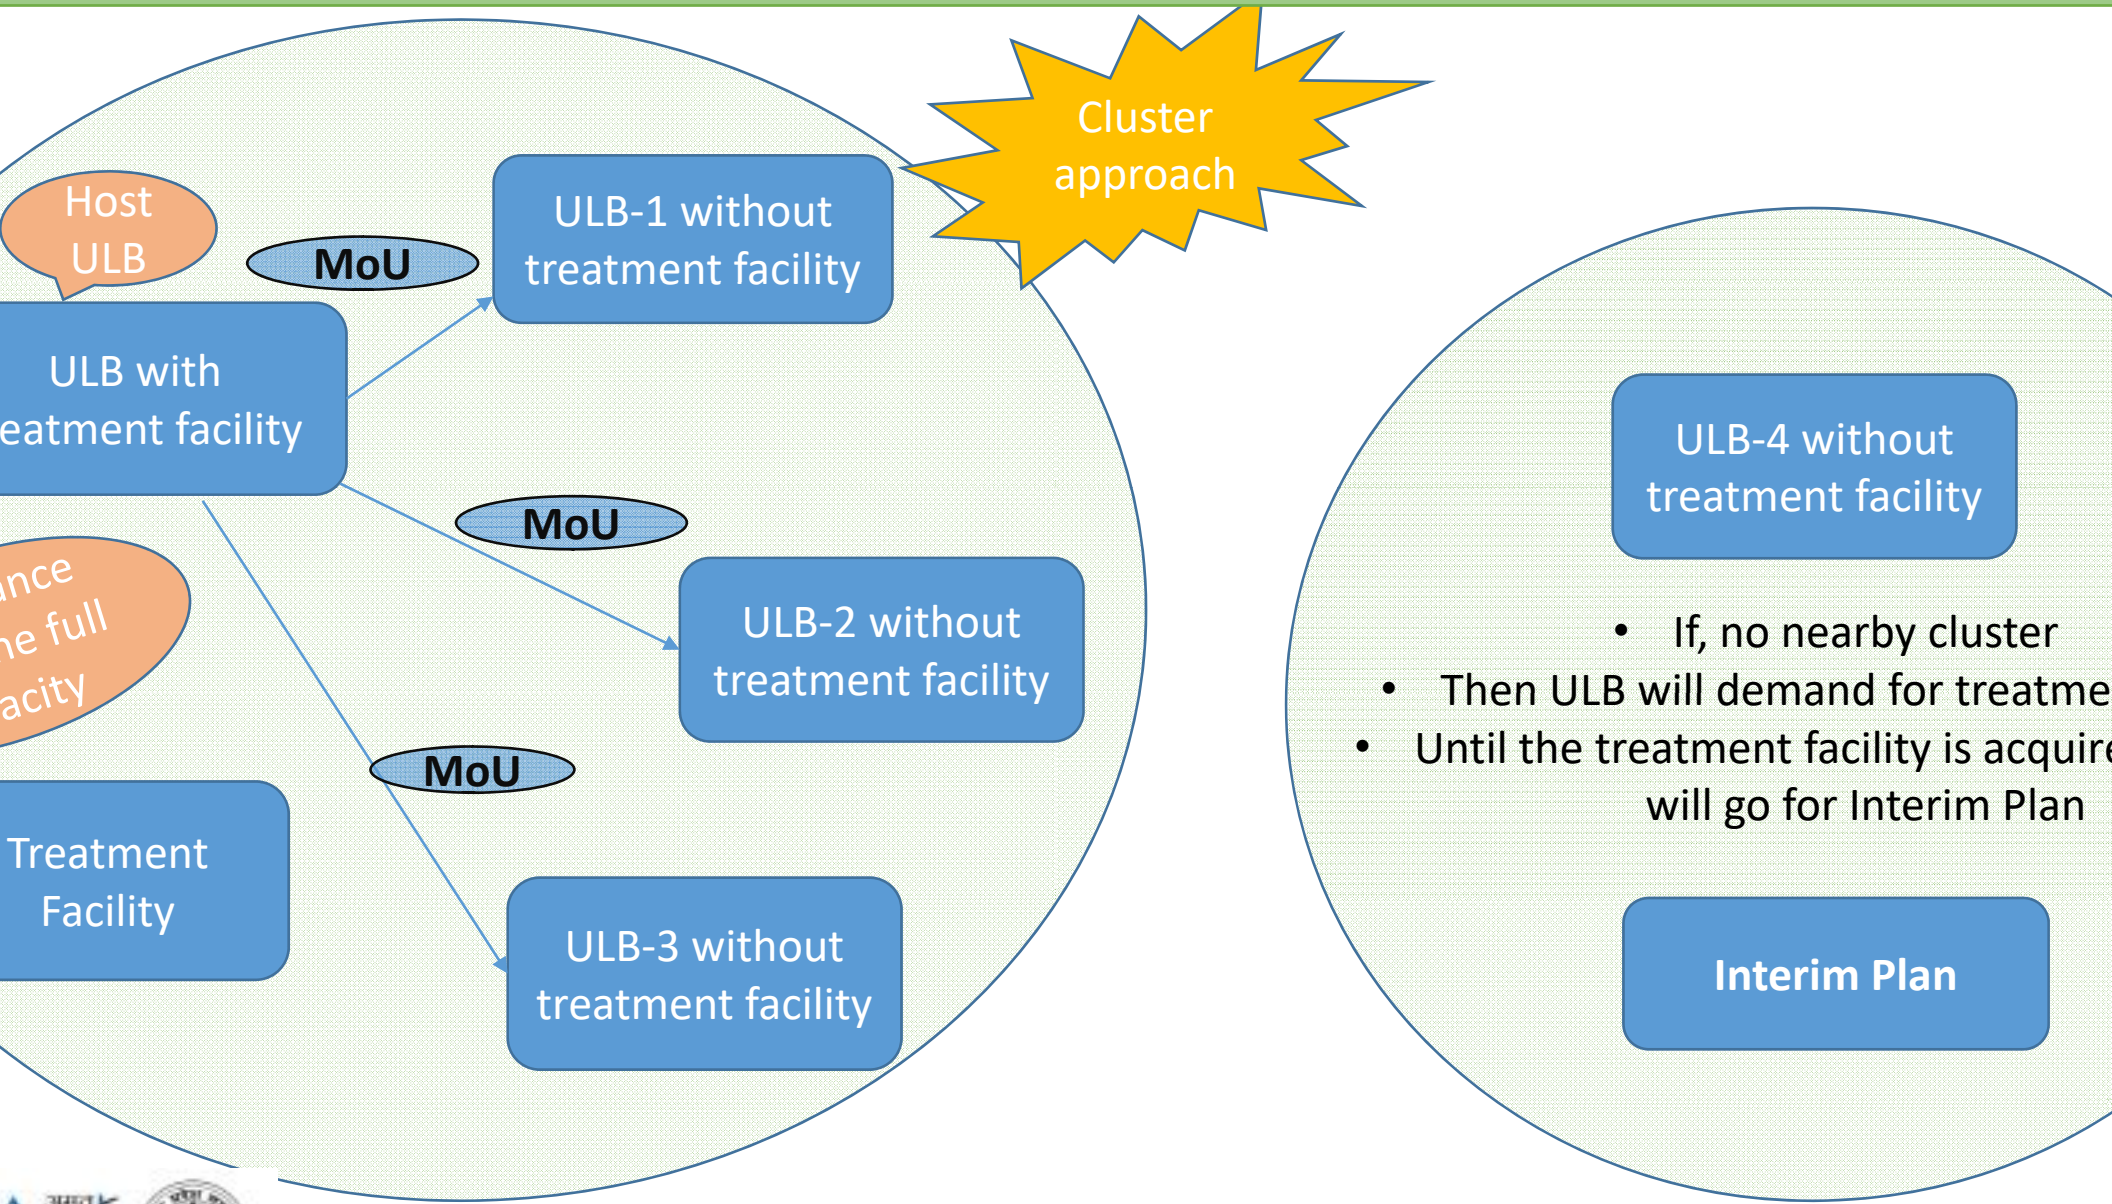 Cluster
approach
Host
ULB
MoU
ULB-1 without
treatment facility
ULB with
eatment facility
MoU
ULB-2 without
treatment facility
ance
ne full
acity
MoU
Treatment
Facility
ULB-3 without
treatment facility
ULB-4 without
treatment facility
• If, no nearby cluster
• Then ULB will demand for treatme
• Until the treatment facility is acquire
will go for Interim Plan
Interim Plan